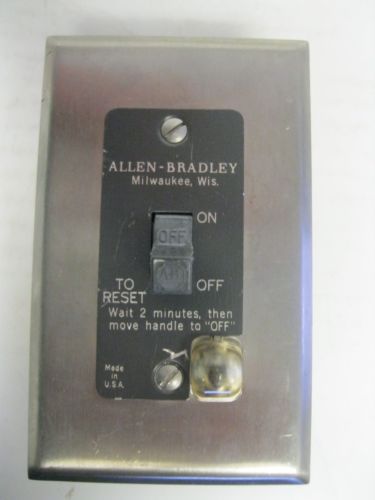 ALLEN-BRADLEY
Milwaukee, Wis.
ON
OFF
OFF
TO
RESET
Wait 2 minutes, then
move handle to "OFF"
Made
in
U.S.A.